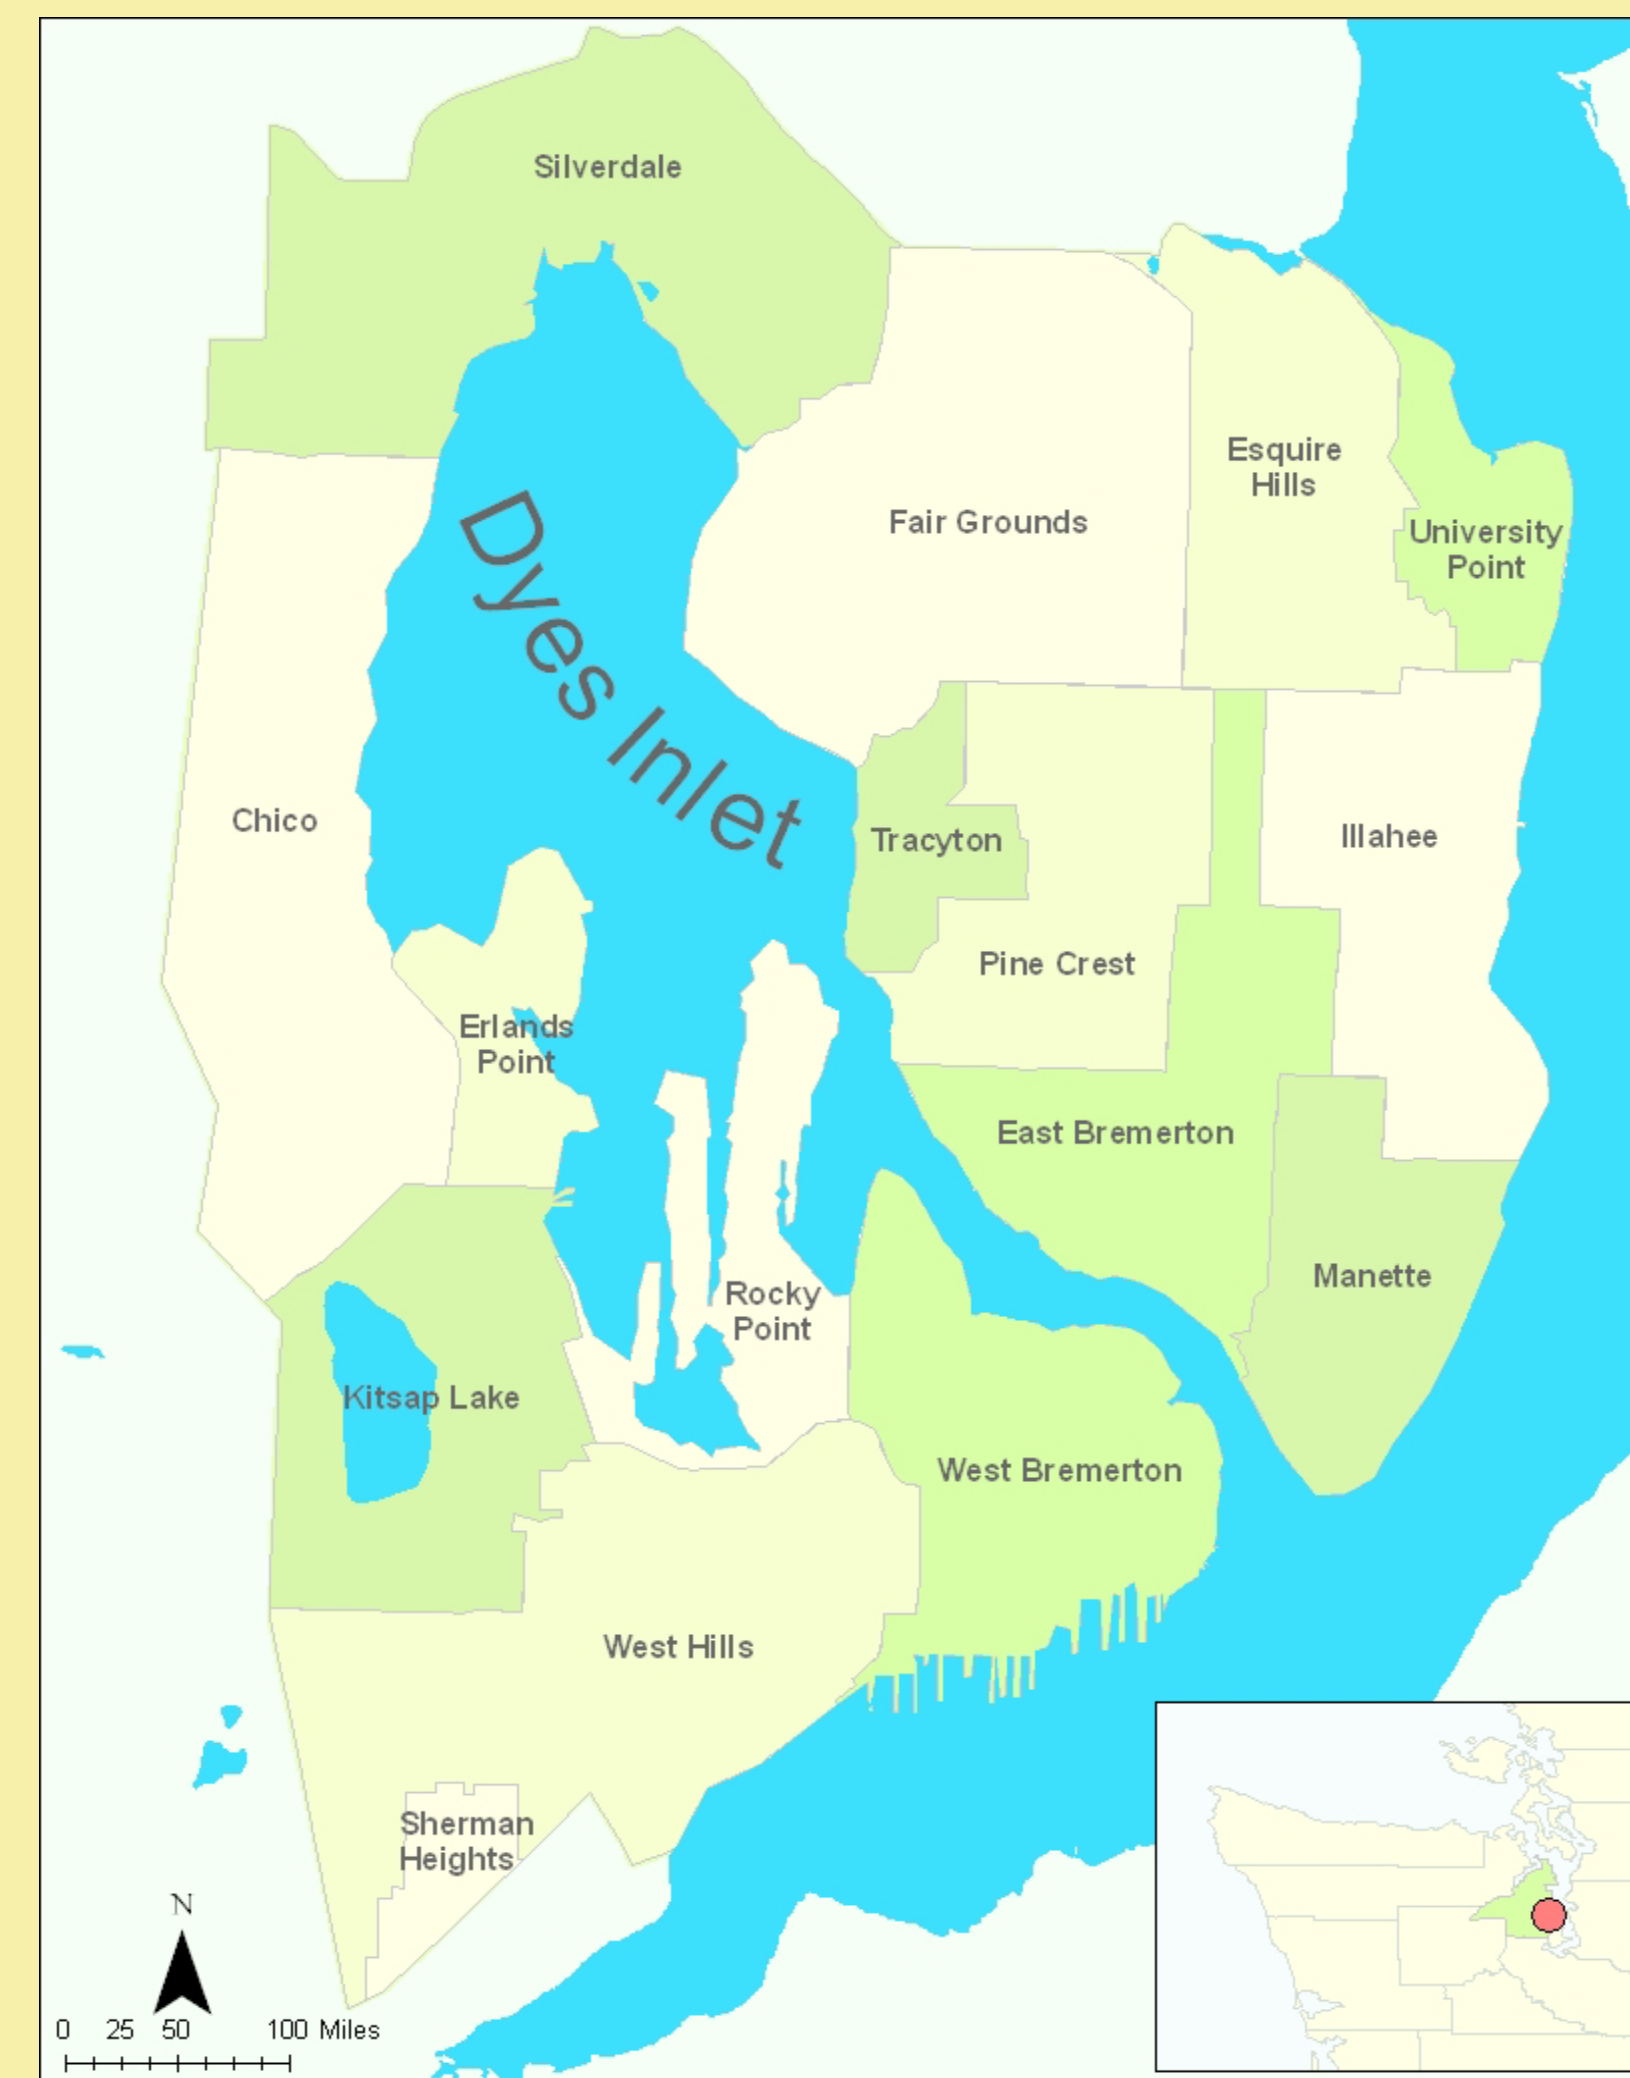 Silverdale
Esquire
Hills
Fair Grounds
University
Point
Dyes Inlet
Chico
Tracyton
Illahee
Pine Crest
Erlands
Point
East Bremerton
Manette
Rocky
Point
Kitsap Lake
West Bremerton
West Hills
Sherman
Heights
N
0 25 50 100 Miles